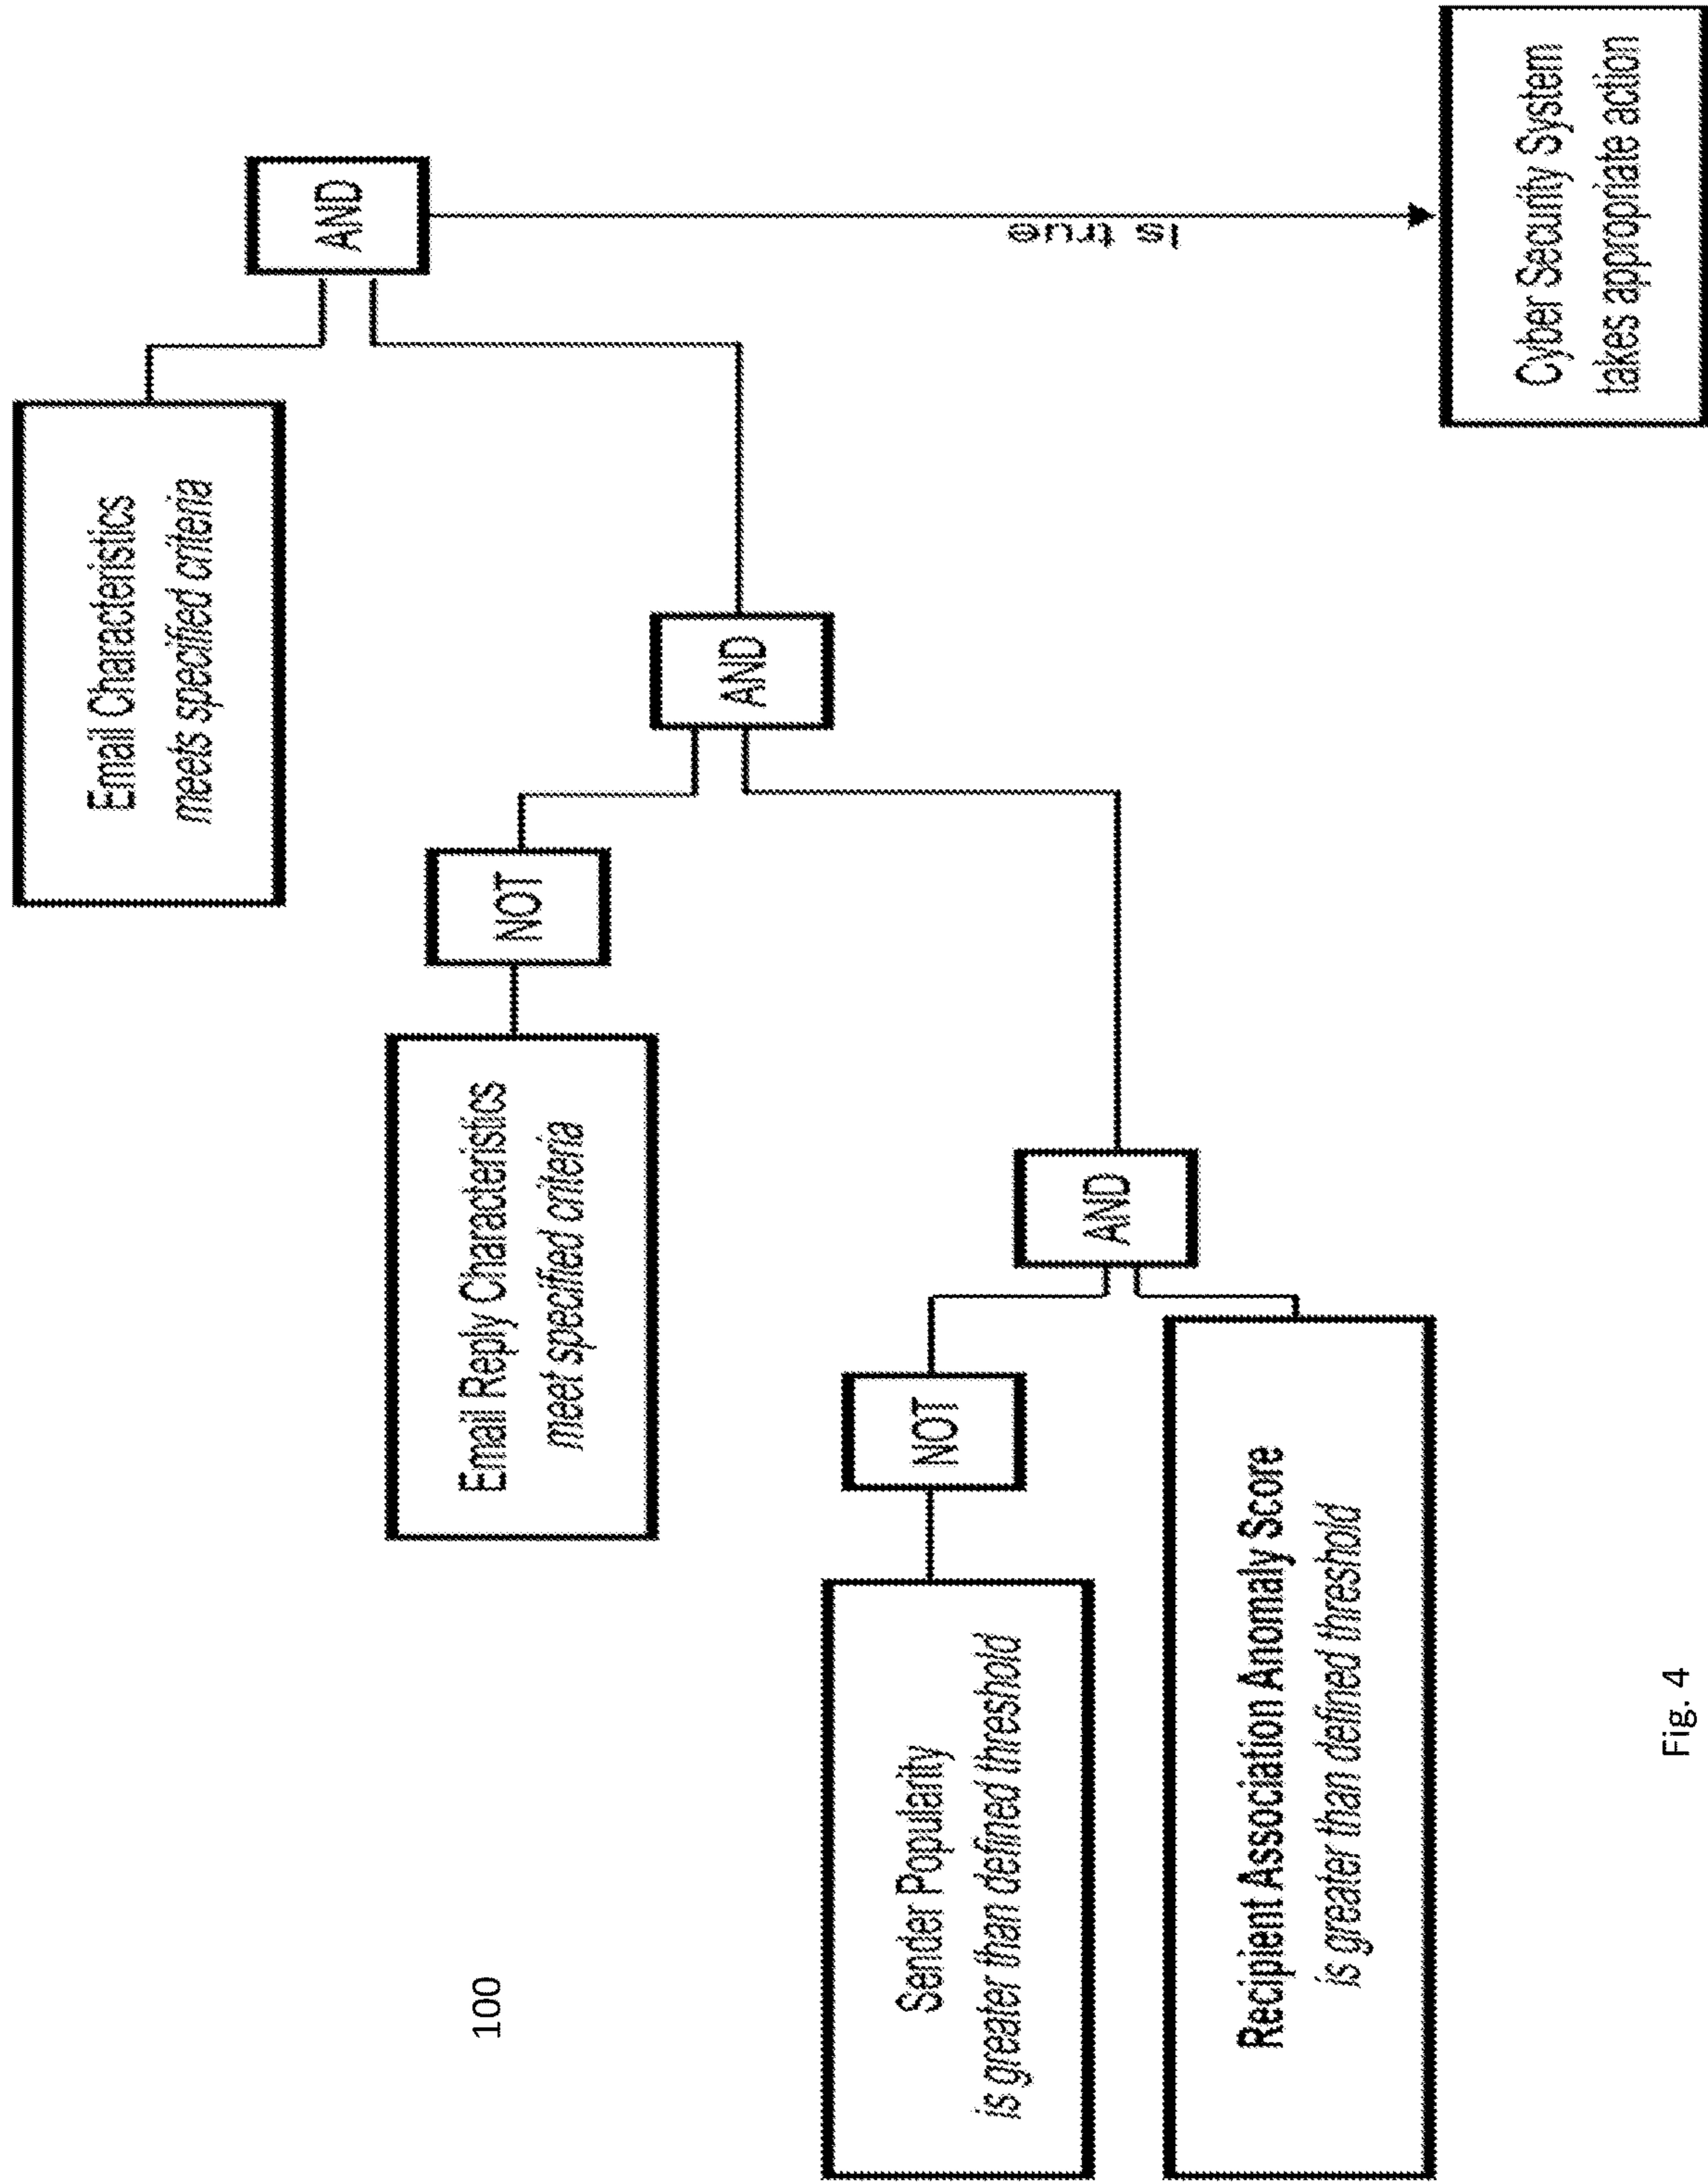 100
Email Characteristics
meets specified criteria
AND
Email Reply Characteristics
meet specified criteria
NOT
AND
Sender Popularity
is greater than defined threshold
NOT
AND
Recipient Association Anomaly Score
is greater than defined threshold
is true
Cyber Security System
takes appropriate action
Fig. 4